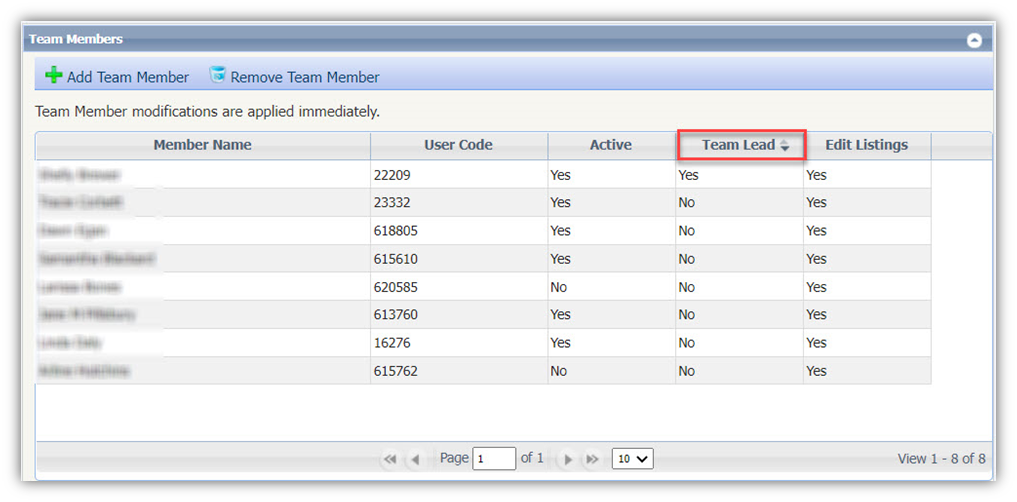 Team Members
Add Team Member Remove Team Member
Team Member modifications are applied immediately.
Member Name User Code Active Team Lead Edit Listings
22209 Yes Yes Yes
23332 Yes No Yes
618805 Yes No Yes
615610 Yes No Yes
620585 No No Yes
613760 Yes No Yes
16276 Yes No Yes
615762 No No Yes
Page 1 of 1 10 View 1 - 8 of 8